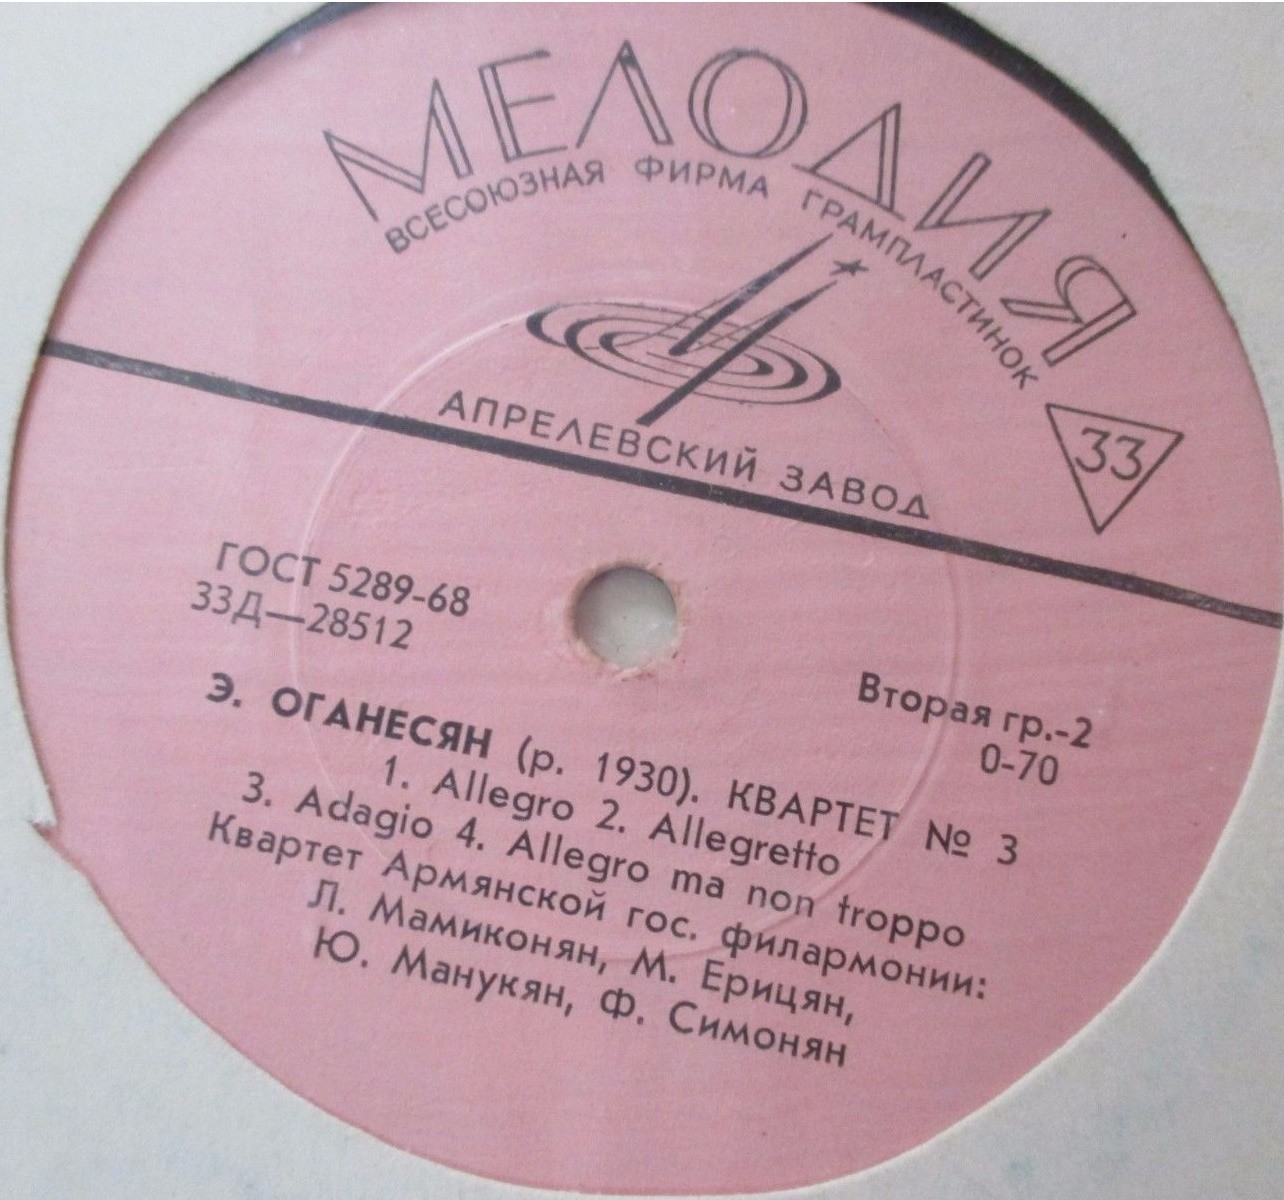 МЕЛОДИЯ
ВСЕСОЮЗНАЯ ФИРМА ГРАМПЛАСТИНОК
33
АПРЕЛЕВСКИЙ ЗАВОД
ГОСТ 5289-68
33Д—28512
Вторая гр.-2
0-70
Э. ОГАНЕСЯН (р. 1930). КВАРТЕТ № 3
1. Allegro 2. Allegretto
3. Adagio 4. Allegro ma non troppo
Квартет Армянской гос. филармонии:
Л. Мамиконян, М. Ерицян,
Ю. Манукян, Ф. Симонян